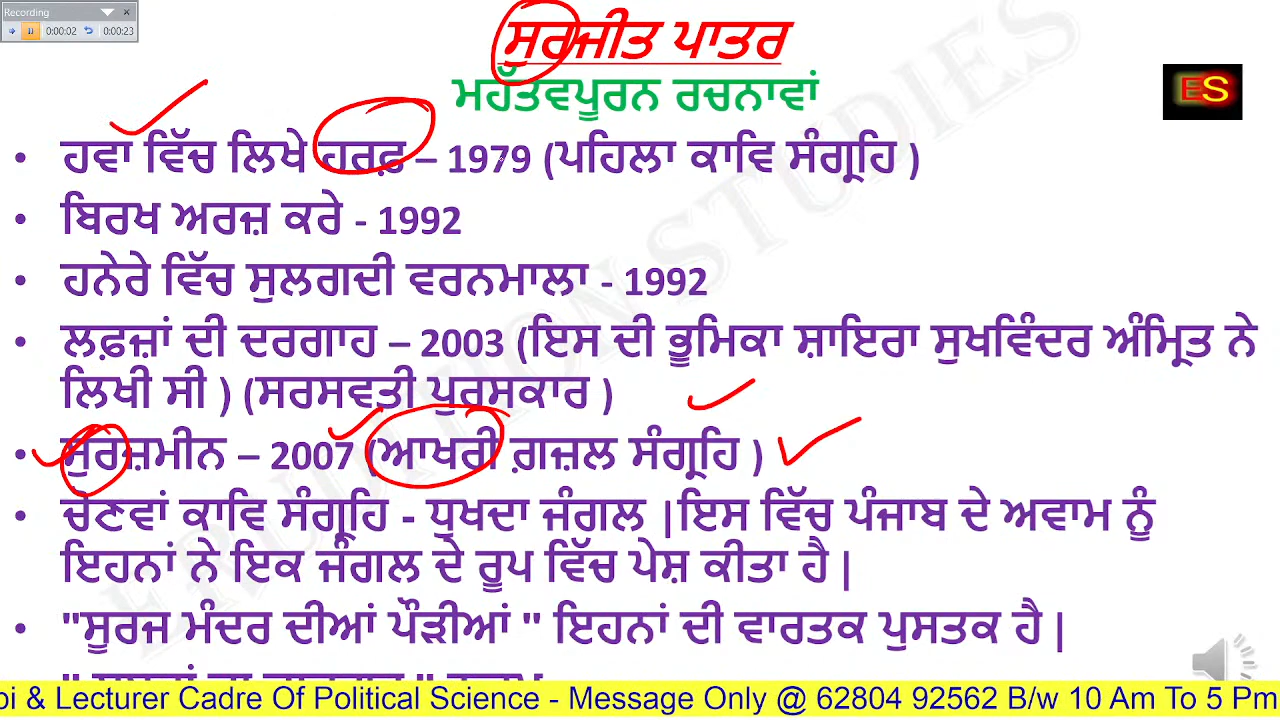 Recording
0:00:02
0:00:23
ਸੁਰਜੀਤ ਪਾਤਰ
ਮਹੱਤਵਪੂਰਨ ਰਚਨਾਵਾਂ
ES
• ਹਵਾ ਵਿੱਚ ਲਿਖੇ ਹਰਫ਼ – 1979 (ਪਹਿਲਾ ਕਾਵਿ ਸੰਗ੍ਰਹਿ )
• ਬਿਰਖ ਅਰਜ਼ ਕਰੇ - 1992
• ਹਨੇਰੇ ਵਿੱਚ ਸੁਲਗਦੀ ਵਰਨਮਾਲਾ - 1992
• ਲਫ਼ਜ਼ਾਂ ਦੀ ਦਰਗਾਹ – 2003 (ਇਸ ਦੀ ਭੂਮਿਕਾ ਸ਼ਾਇਰਾ ਸੁਖਵਿੰਦਰ ਅੰਮ੍ਰਿਤ ਨੇ
ਲਿਖੀ ਸੀ ) (ਸਰਸਵਤੀ ਪੁਰਸਕਾਰ )
• ਸੁਰਜ਼ਮੀਨ – 2007 (ਆਖਰੀ ਗ਼ਜ਼ਲ ਸੰਗ੍ਰਹਿ )
• ਚੋਣਵਾਂ ਕਾਵਿ ਸੰਗ੍ਰਹਿ - ਧੁਖਦਾ ਜੰਗਲ |ਇਸ ਵਿੱਚ ਪੰਜਾਬ ਦੇ ਅਵਾਮ ਨੂੰ
ਇਹਨਾਂ ਨੇ ਇਕ ਜੰਗਲ ਦੇ ਰੂਪ ਵਿੱਚ ਪੇਸ਼ ਕੀਤਾ ਹੈ |
• "ਸੂਰਜ ਮੰਦਰ ਦੀਆਂ ਪੌੜੀਆਂ " ਇਹਨਾਂ ਦੀ ਵਾਰਤਕ ਪੁਸਤਕ ਹੈ |
bi & Lecturer Cadre Of Political Science - Message Only @ 62804 92562 B/w 10 Am To 5 Pm